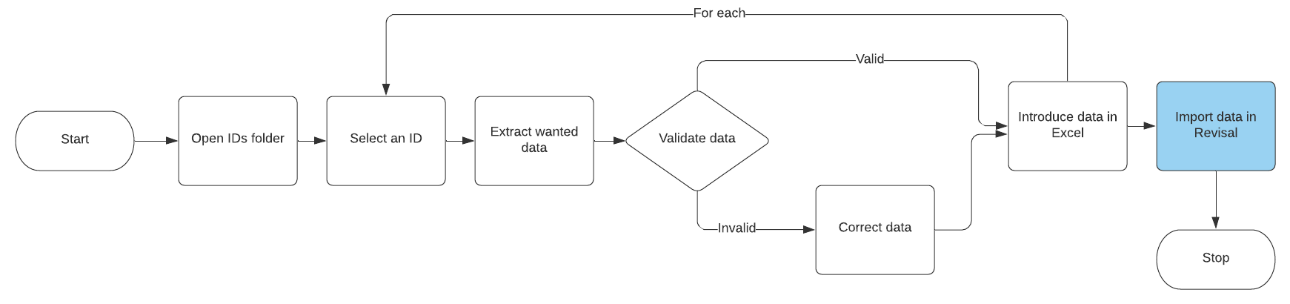 For each
Valid
Start
Open IDs folder
Select an ID
Extract wanted
data
Validate data
Introduce data in
Excel
Import data in
Revisal
Invalid
Correct data
Stop